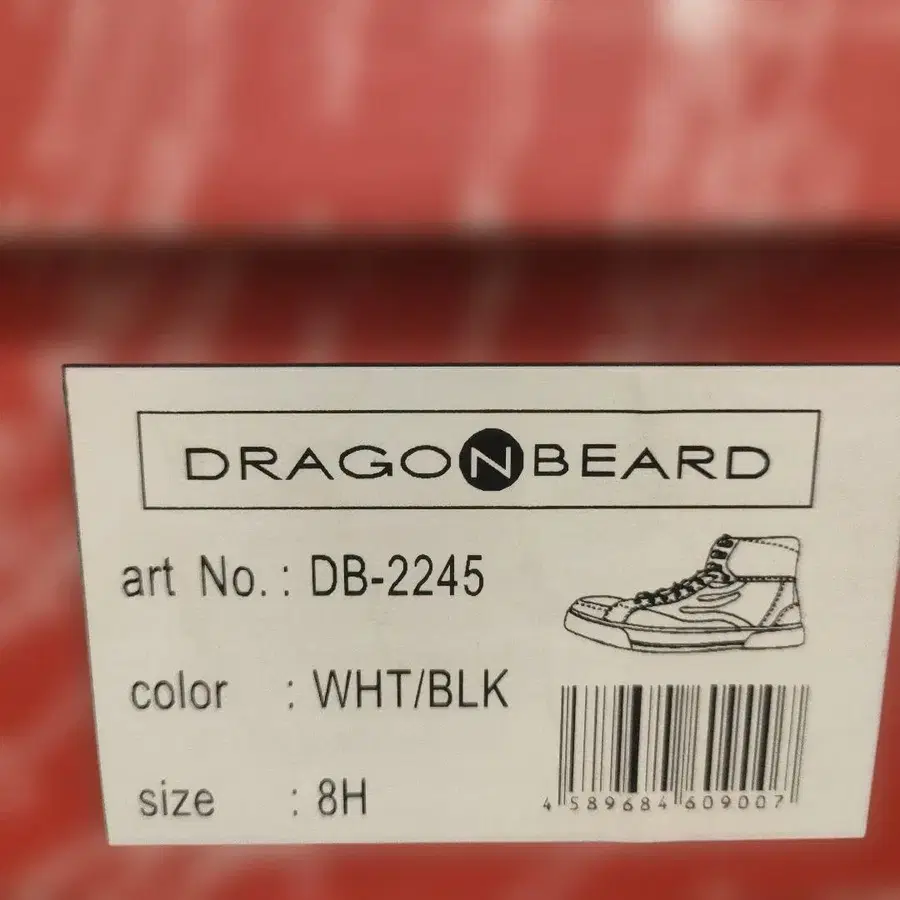 DRAGONBEARD
art No. : DB-2245
color : WHT/BLK
size : 8H
4 589684 609007